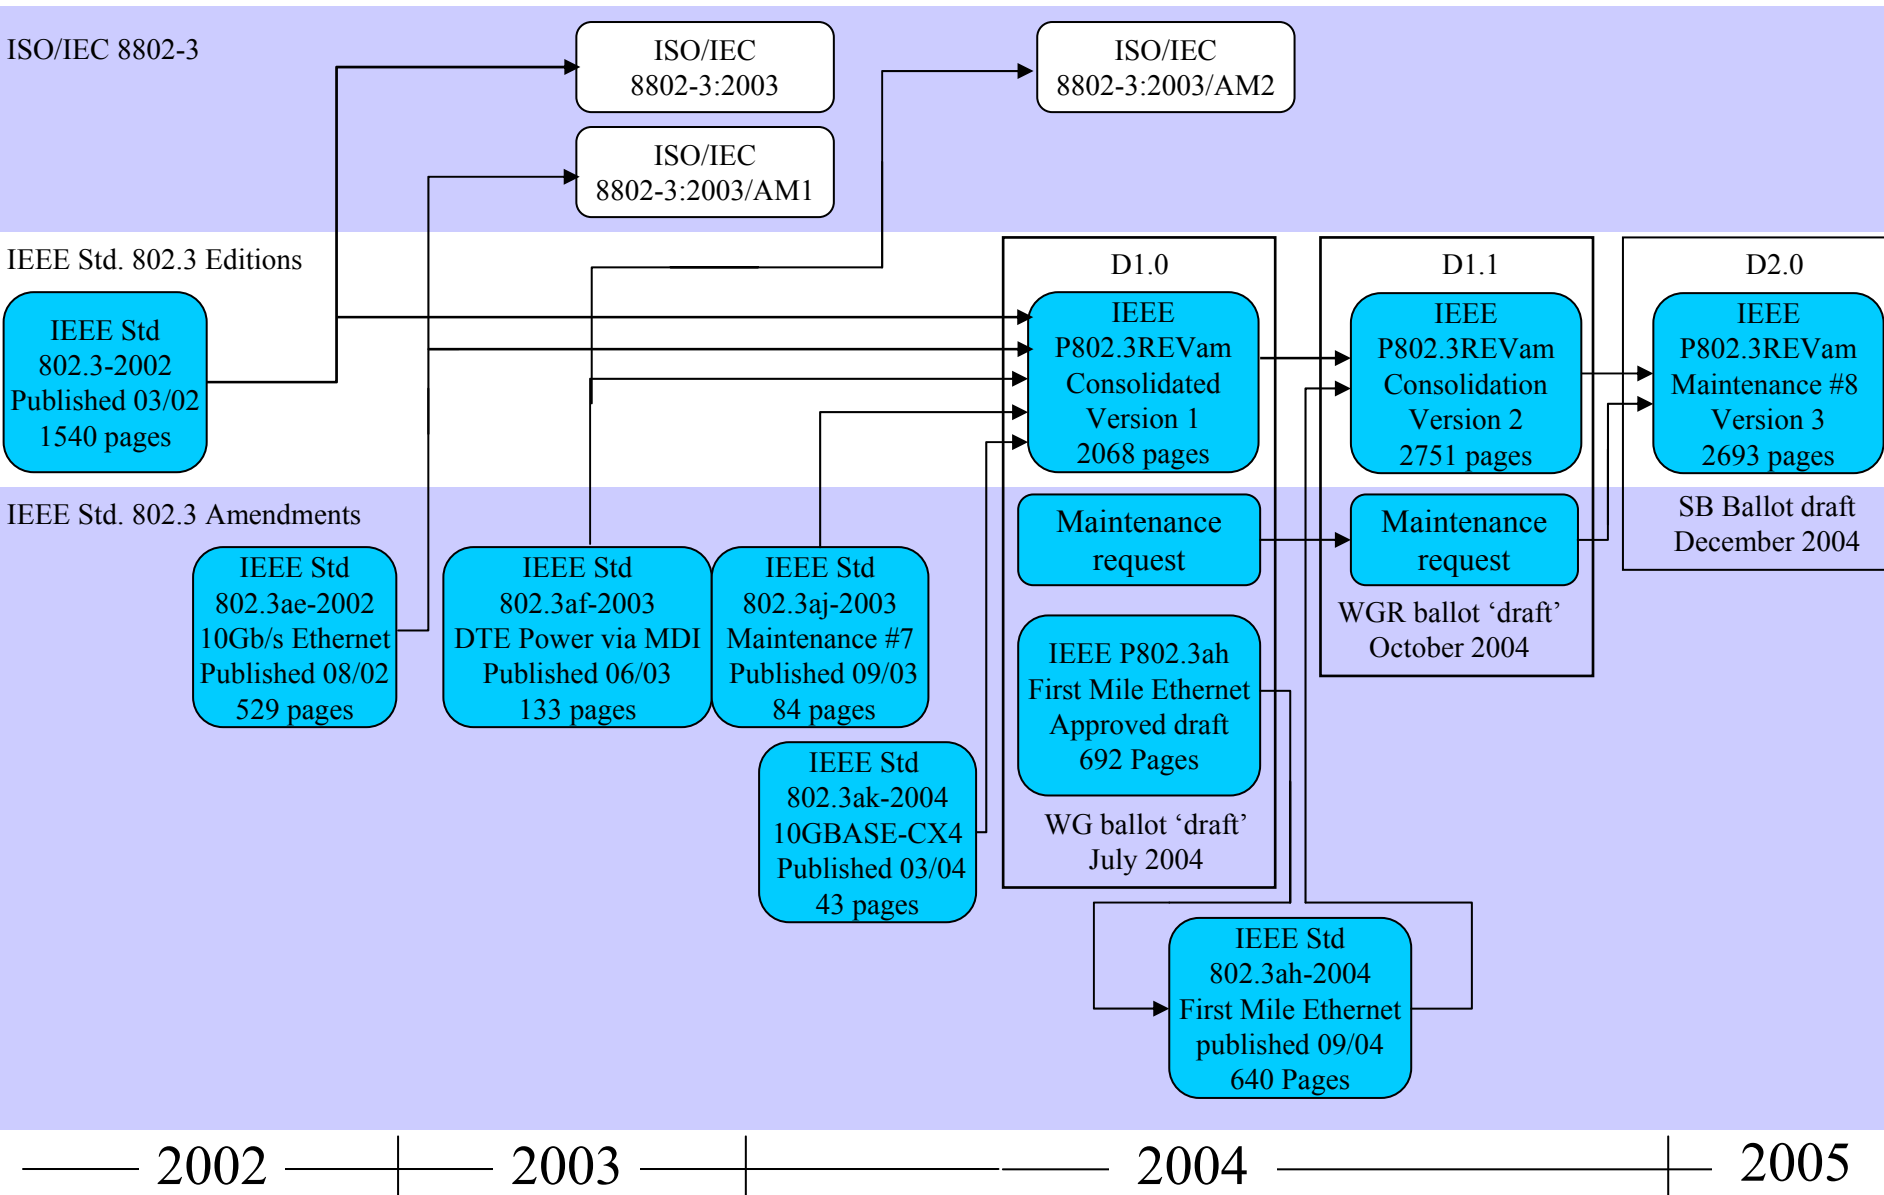 ISO/IEC 8802-3
ISO/IEC
8802-3:2003
ISO/IEC
8802-3:2003/AM2
ISO/IEC
8802-3:2003/AM1
IEEE Std. 802.3 Editions
IEEE Std
802.3-2002
Published 03/02
1540 pages
D1.0
IEEE
P802.3REVam
Consolidated
Version 1
2068 pages
D1.1
IEEE
P802.3REVam
Consolidation
Version 2
2751 pages
D2.0
IEEE
P802.3REVam
Maintenance #8
Version 3
2693 pages
IEEE Std. 802.3 Amendments
IEEE Std
802.3ae-2002
10Gb/s Ethernet
Published 08/02
529 pages
IEEE Std
802.3af-2003
DTE Power via MDI
Published 06/03
133 pages
IEEE Std
802.3aj-2003
Maintenance #7
Published 09/03
84 pages
IEEE Std
802.3ak-2004
10GBASE-CX4
Published 03/04
43 pages
Maintenance
request
IEEE P802.3ah
First Mile Ethernet
Approved draft
692 Pages
WG ballot ‘draft’
July 2004
Maintenance
request
WGR ballot ‘draft’
October 2004
SB Ballot draft
December 2004
IEEE Std
802.3ah-2004
First Mile Ethernet
published 09/04
640 Pages
2002
2003
2004
2005